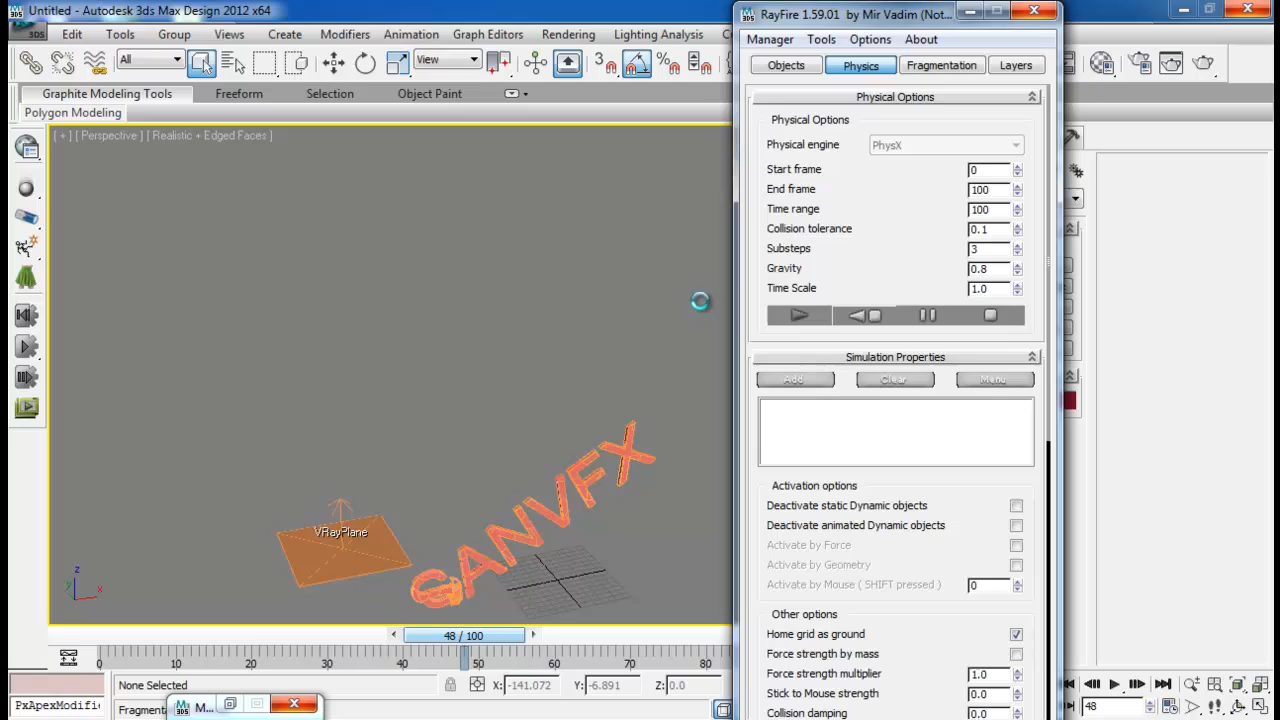 Untitled - Autodesk 3ds Max Design 2012 x64
RayFire 1.59.01 by Mir Vadim (Not...
3DS Edit Tools Group Views Create Modifiers Animation Graph Editors Rendering Lighting Analysis
Manager Tools Options About
All View 3
Objects Physics Fragmentation Layers
Graphite Modeling Tools Freeform Selection Object Paint
Polygon Modeling
[ + ] [ Perspective ] [ Realistic + Edged Faces ]
Physical Options
Physical Options
Physical engine PhysX
Start frame 0
End frame 100
Time range 100
Collision tolerance 0.1
Substeps 3
Gravity 0.8
Time Scale 1.0
Simulation Properties
Add Clear Menu
Activation options
Deactivate static Dynamic objects
Deactivate animated Dynamic objects
Activate by Force
Activate by Geometry
Activate by Mouse ( SHIFT pressed ) 0
Other options
Home grid as ground
Force strength by mass
Force strength multiplier 1.0
Stick to Mouse strength 0.0
Collision damping 0.0
GANVFX
VRayPlane
z
y
x
48 / 100
0 10 20 30 40 50 60 70 80
None Selected X: -141.072 Y: -6.891 Z: 0.0
PxApexModifi
M...
Fragment
48